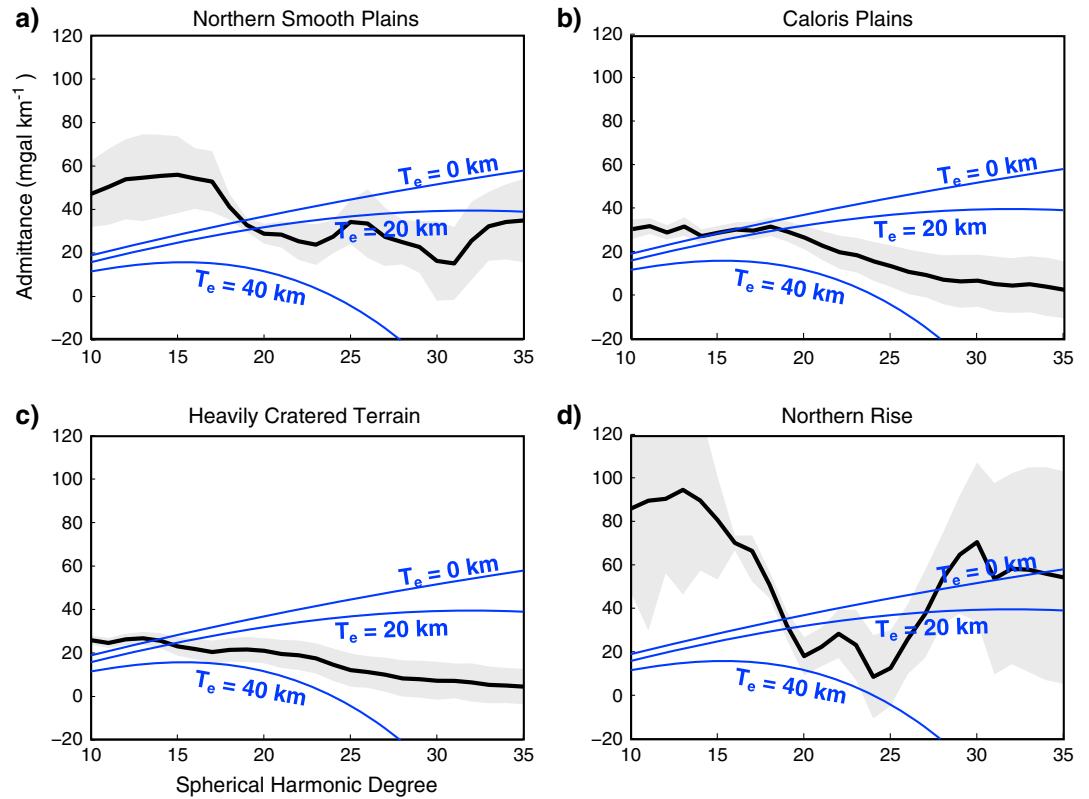 a) Northern Smooth Plains
120
100
80
60
40
20
0
−20
10 15 20 25 30 35
Admittance (mgal km⁻¹ )
Tₑ = 0 km
Tₑ = 20 km
Tₑ = 40 km
b) Caloris Plains
120
100
80
60
40
20
0
−20
10 15 20 25 30 35
Tₑ = 0 km
Tₑ = 20 km
Tₑ = 40 km
c) Heavily Cratered Terrain
120
100
80
60
40
20
0
−20
10 15 20 25 30 35
Tₑ = 0 km
Tₑ = 20 km
Tₑ = 40 km
Spherical Harmonic Degree
d) Northern Rise
120
100
80
60
40
20
0
−20
10 15 20 25 30 35
Tₑ = 0 km
Tₑ = 20 km
Tₑ = 40 km